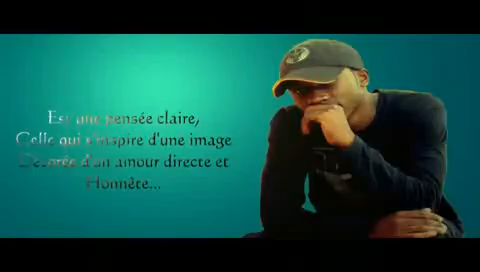 Est une pensée claire,
Celle qui s'inspire d'une image
Décorée d'un amour directe et
Honnête...